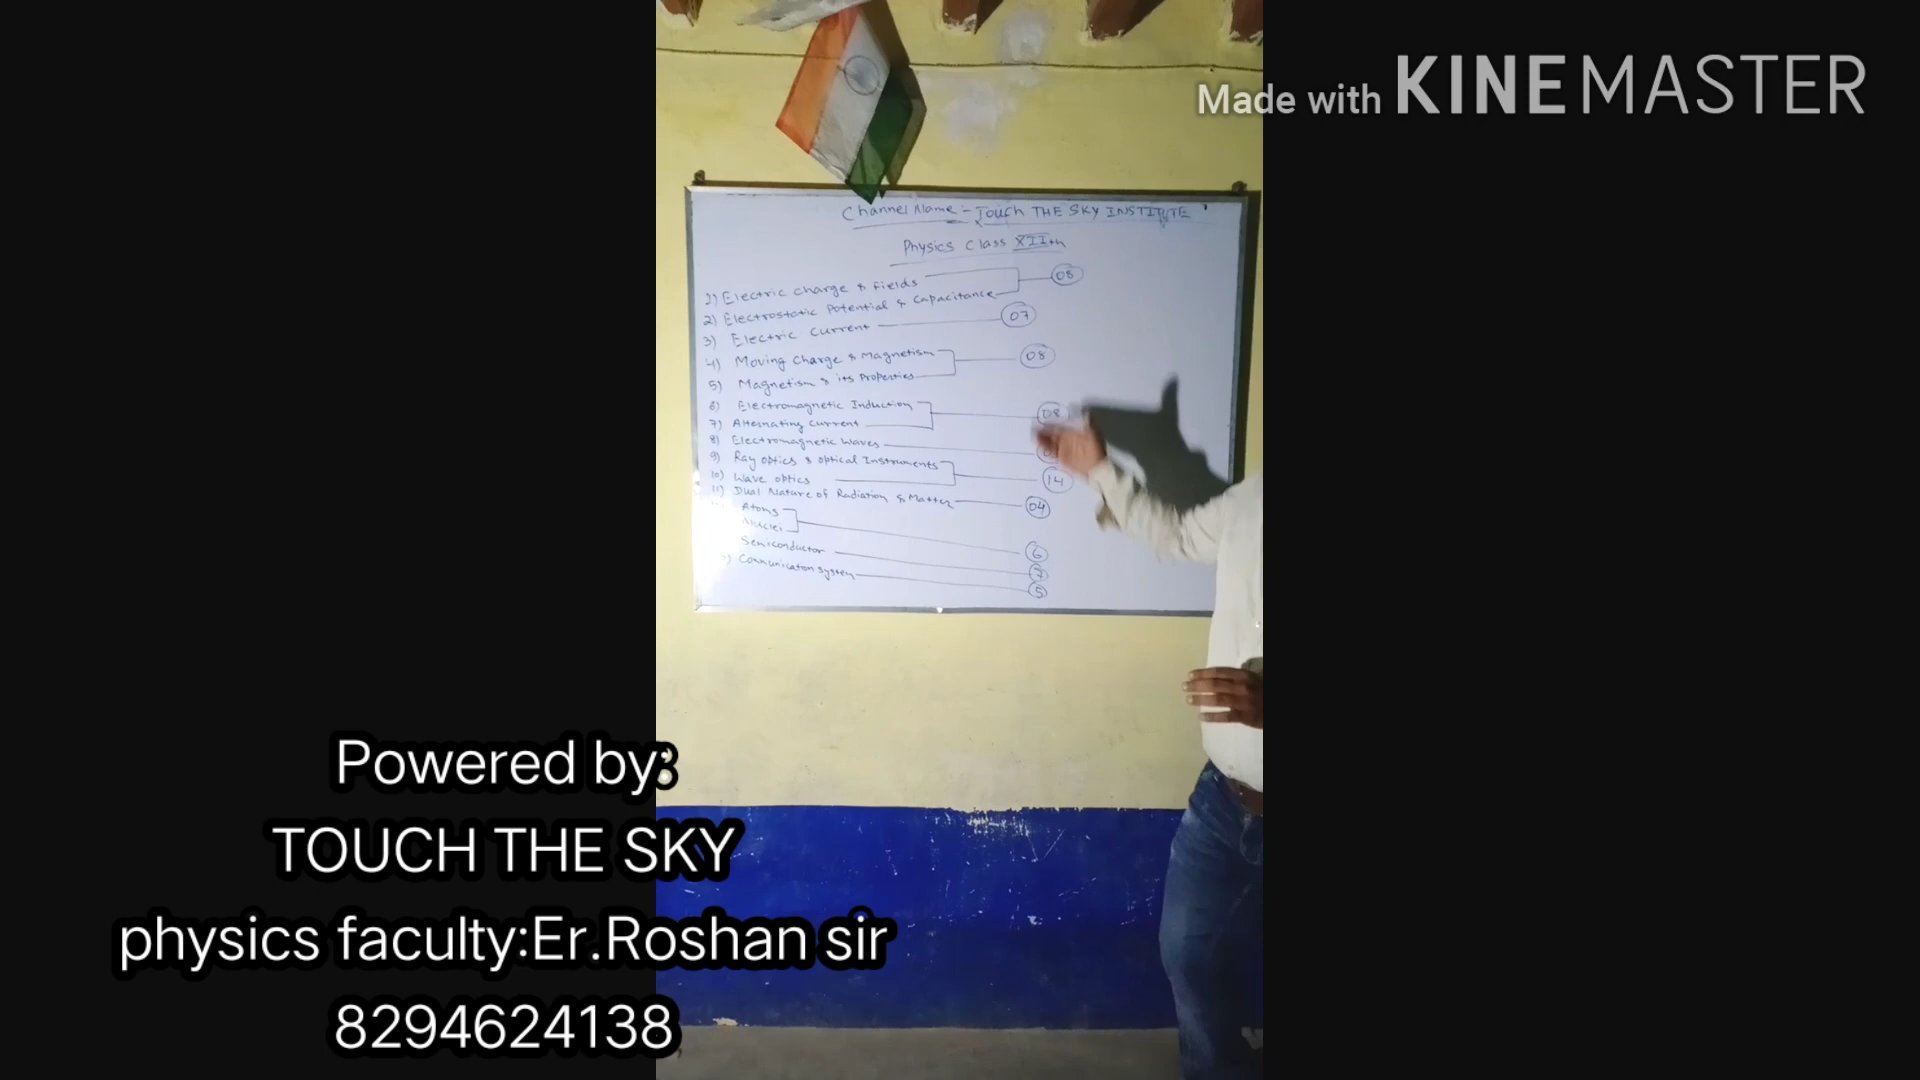 Made with KINEMASTER
Channel Name - Touch THE SKY INSTITUTE
Physics Class XIIth
1) Electric charge & fields
08
2) Electrostatic Potential & Capacitance
3) Electric Current
07
4) Moving Charge & Magnetism
08
5) Magnetism & its Properties
6) Electromagnetic Induction
08
7) Alternating Current
8) Electromagnetic Waves
9) Ray optics & optical Instruments
14
10) Wave optics
11) Dual Nature of Radiation & Matter
04
Atoms
Nuclei
6
Semiconductor
7
) Communication system
5
Powered by:
TOUCH THE SKY
physics faculty:Er.Roshan sir
8294624138